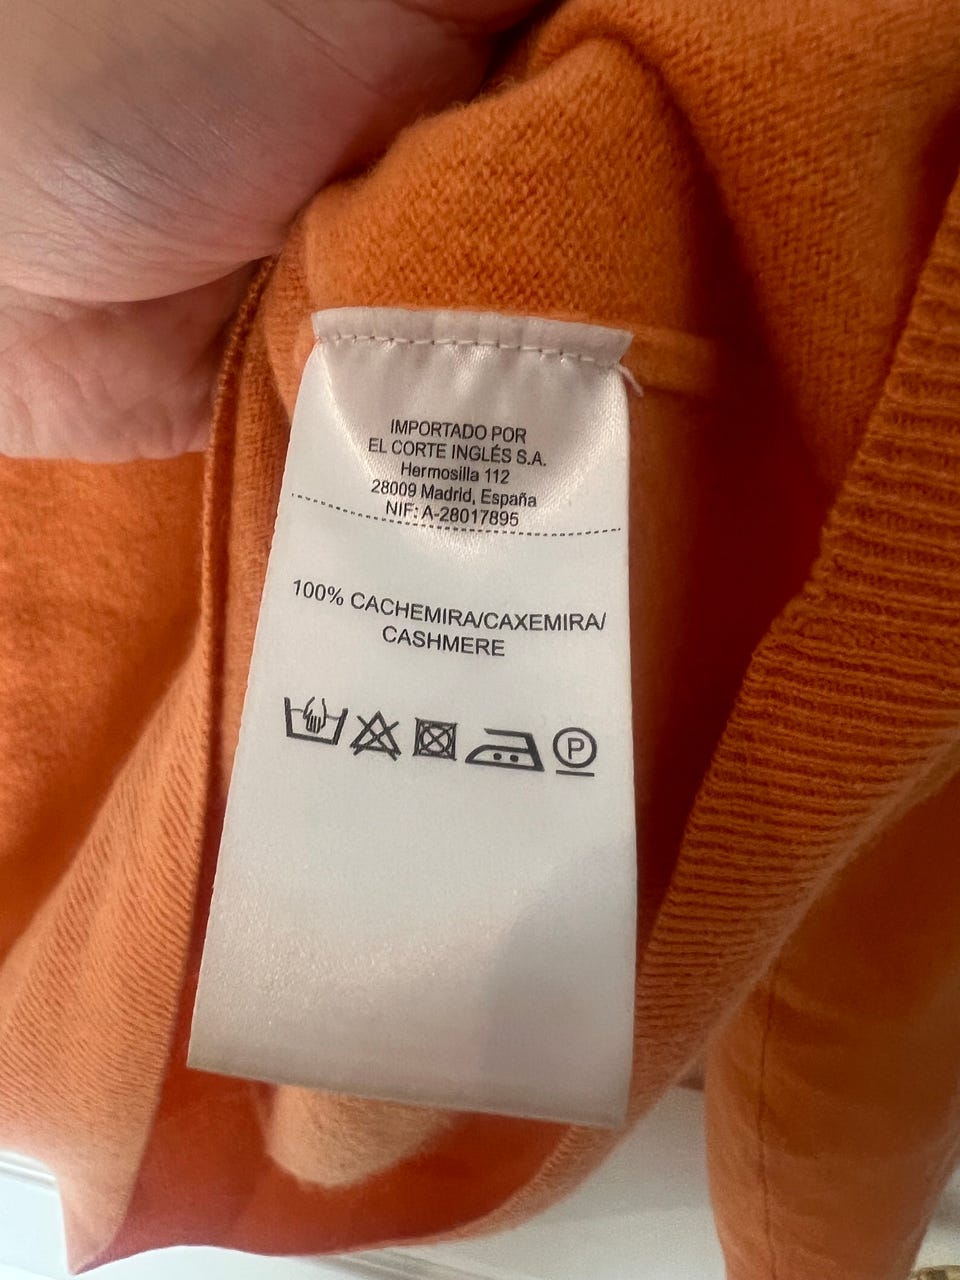 IMPORTADO POR
EL CORTE INGLÉS S.A.
Hermosilla 112
28009 Madrid, España
NIF: A-28017895
100% CACHEMIRA/CAXEMIRA/
CASHMERE
P